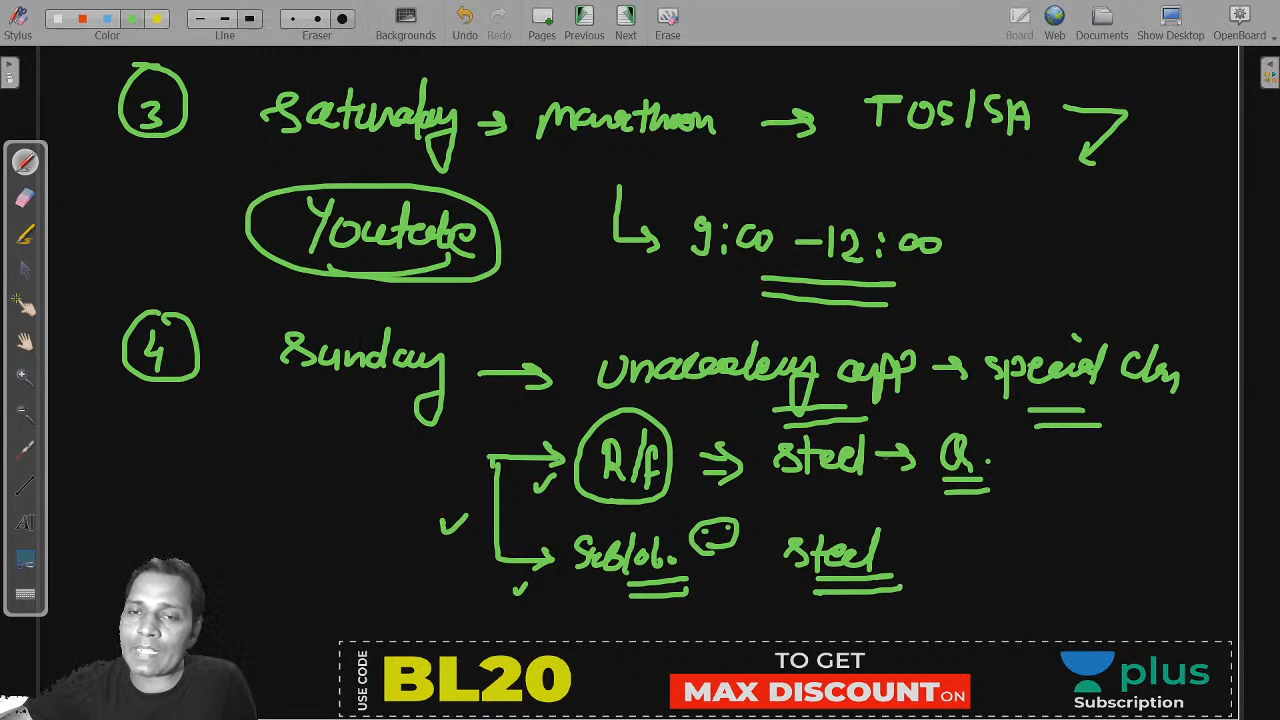 Stylus
Color
Line
Eraser
Backgrounds
Undo
Redo
Pages
Previous
Next
Erase
Board
Web
Documents
Show Desktop
OpenBoard
3 Saturday → marathon → TOS/SA
Youtube 9:00 - 12:00
4 Sunday → unacademy app → special
R/f ⇒ steel → Q.
Sub/ob. steel
USE CODE
BL20
TO GET
MAX DISCOUNT ON
plus
Subscription